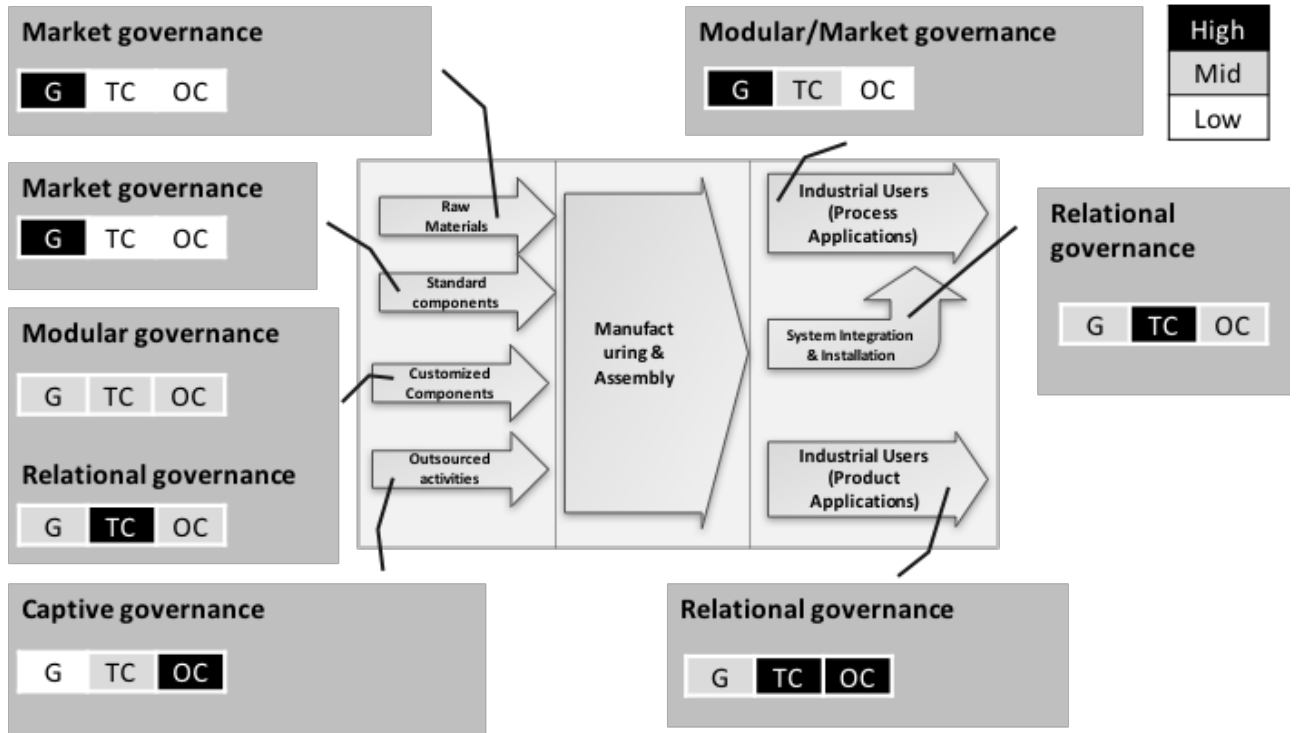 Market governance
G TC OC
Market governance
G TC OC
Modular governance
G TC OC
Relational governance
G TC OC
Captive governance
G TC OC
Raw
Materials
Standard
components
Customized
Components
Outsourced
activities
Manufact
uring &
Assembly
Industrial Users
(Process
Applications)
System Integration
& Installation
Industrial Users
(Product
Applications)
Modular/Market governance
G TC OC
High
Mid
Low
Relational
governance
G TC OC
Relational governance
G TC OC